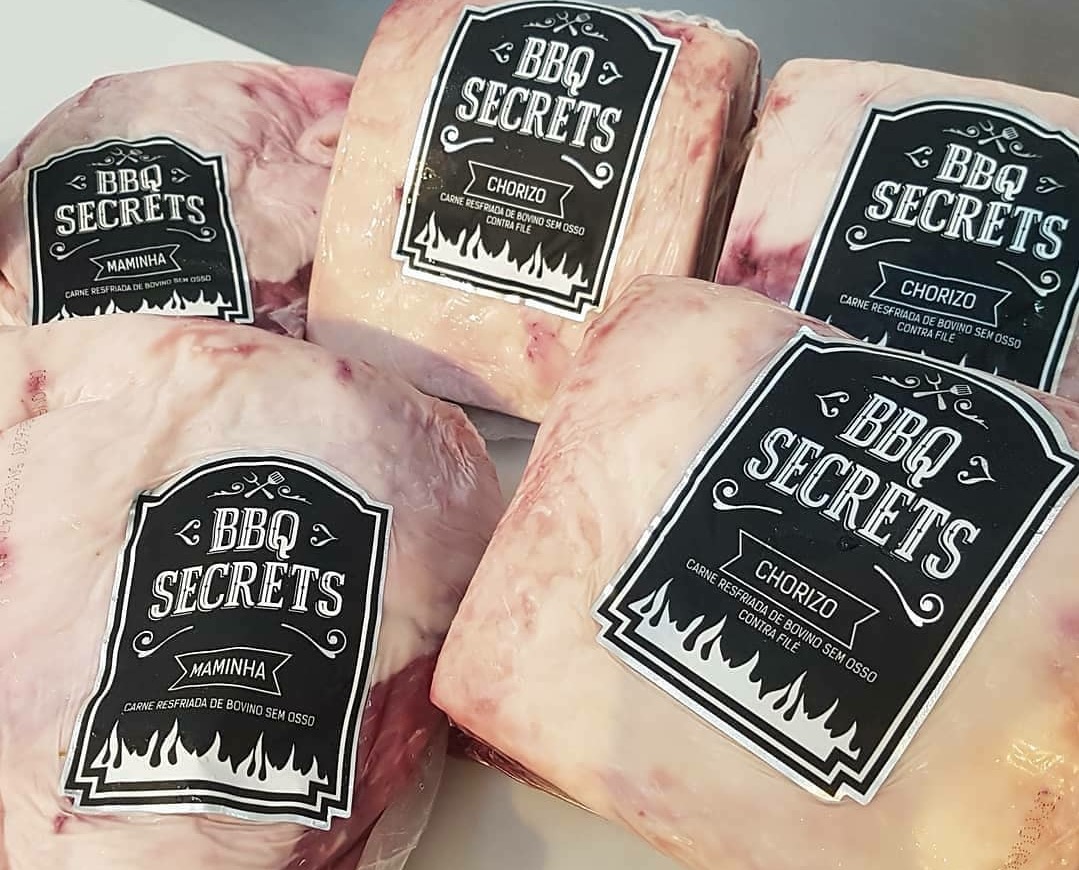 BBQ
SECRETS
MAMINHA
CARNE RESFRIADA DE BOVINO SEM OSSO
BBQ
SECRETS
CHORIZO
CARNE RESFRIADA DE BOVINO SEM OSSO
CONTRA FILÉ
BBQ
SECRETS
CHORIZO
CARNE RESFRIADA DE BOVINO SEM OSSO
CONTRA FILÉ
BBQ
SECRETS
MAMINHA
CARNE RESFRIADA DE BOVINO SEM OSSO
BBQ
SECRETS
CHORIZO
CARNE RESFRIADA DE BOVINO SEM OSSO
CONTRA FILÉ